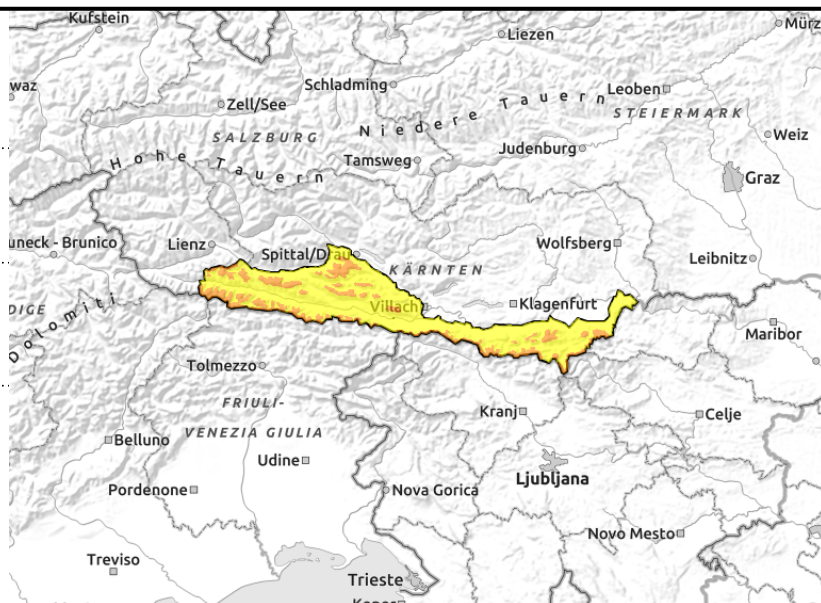 Kufstein
Liezen
Mürz
Schladming
Leoben
waz
Zell/See
Niedere Tauern
STEIERMARK
SALZBURG
Weiz
Judenburg
Tamsweg
Hohe Tauern
Graz
uneck - Brunico
Lienz
Wolfsberg
Spittal/Drau
KÄRNTEN
Leibnitz
DIGE
Villach
Klagenfurt
Dolomiti
Maribor
Tolmezzo
FRIULI-
VENEZIA GIULIA
Kranj
Celje
Belluno
Udine
Ljubljana
Pordenone
Nova Gorica
Novo Mesto
Treviso
Trieste